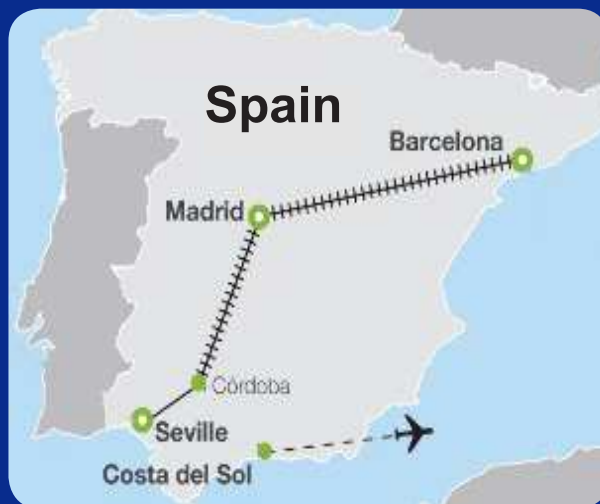 Spain
Barcelona
Madrid
Córdoba
Seville
Costa del Sol